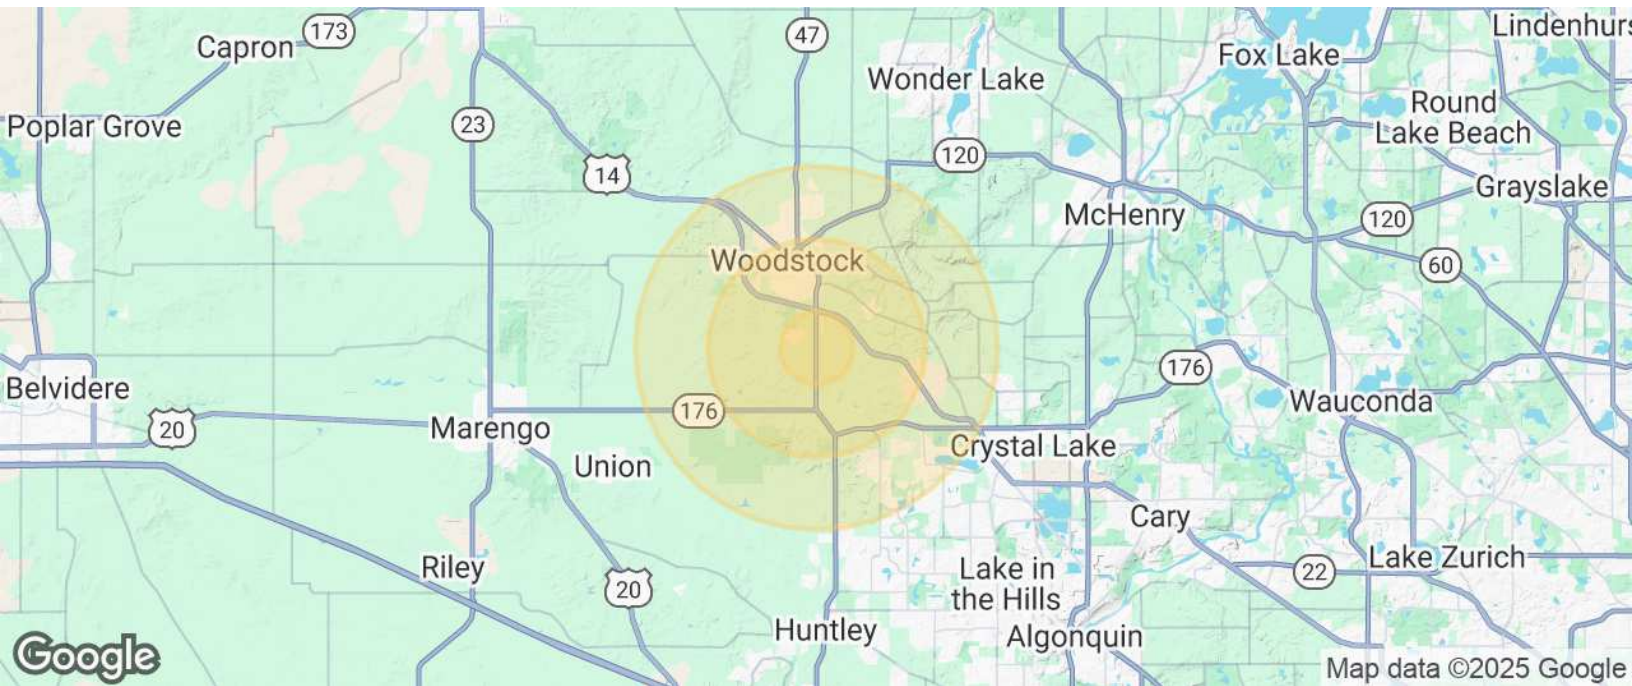 Capron
173
47
Lindenhurs
Fox Lake
Wonder Lake
Round
Lake Beach
Poplar Grove
23
14
120
Grayslake
McHenry
120
Woodstock
60
176
Belvidere
Wauconda
176
20
Marengo
Crystal Lake
Union
Cary
Riley
Lake in
the Hills
22
Lake Zurich
20
Huntley
Algonquin
Google
Map data ©2025 Google